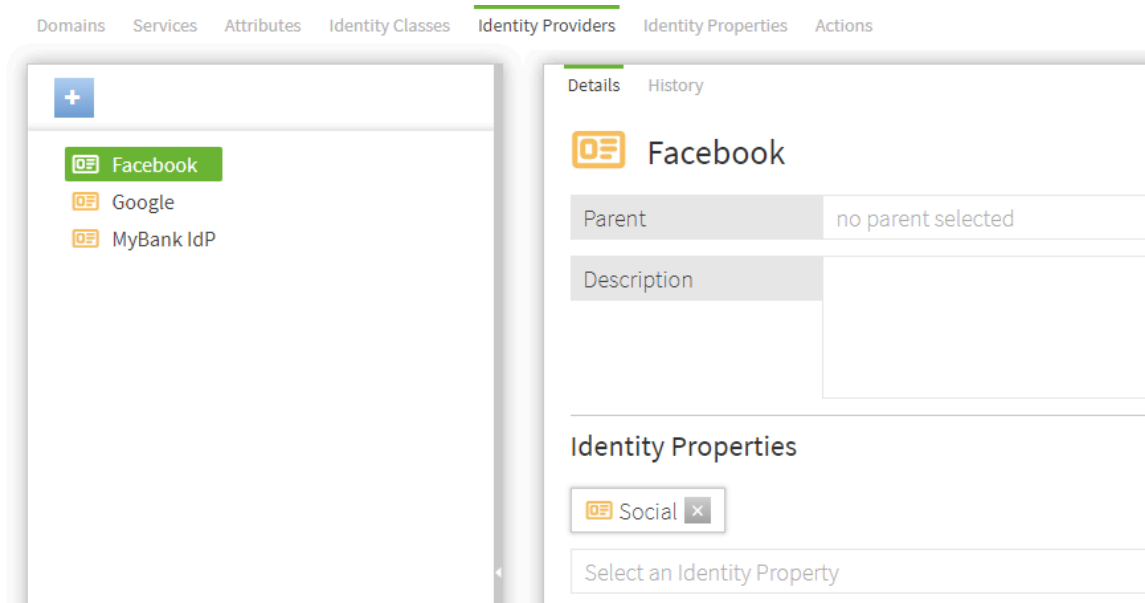 Domains Services Attributes Identity Classes Identity Providers Identity Properties Actions
Facebook
Google
MyBank IdP
Details History
Facebook
Parent no parent selected
Description
Identity Properties
Social
Select an Identity Property